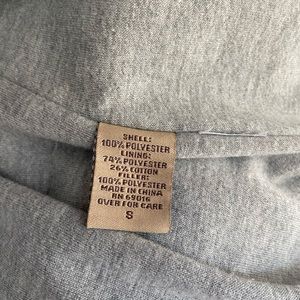 SHELL:
100% POLYESTER
LINING:
74% POLYESTER
26% COTTON
FILLER:
100% POLYESTER
MADE IN CHINA
RN 69016
OVER FOR CARE
S